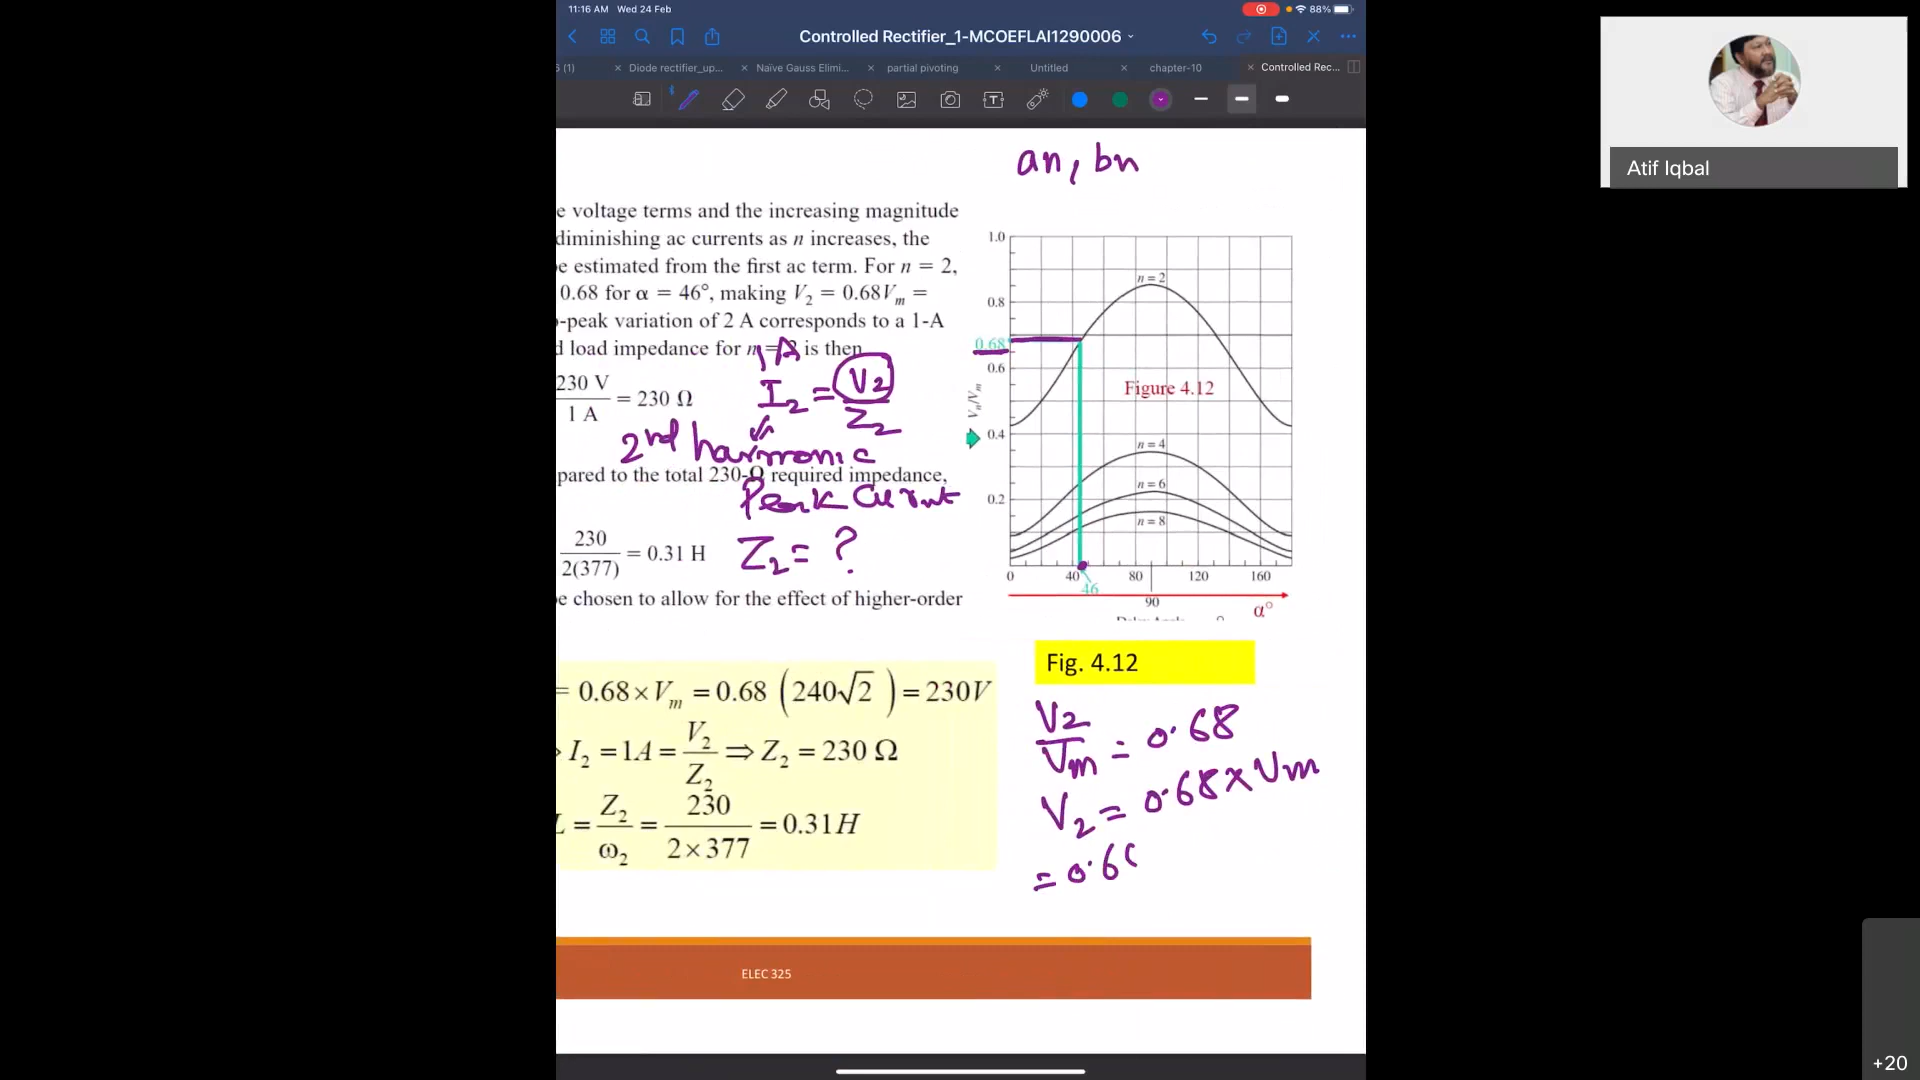 11:16 AM Wed 24 Feb
88%
Controlled Rectifier_1-MCOEFLAI1290006
(1)
Diode rectifier_up...
Naïve Gauss Elimi...
partial pivoting
Untitled
chapter-10
Controlled Rec...
Atif Iqbal
an, bn
e voltage terms and the increasing magnitude
diminishing ac currents as n increases, the
e estimated from the first ac term. For n = 2,
0.68 for α = 46°, making V2 = 0.68Vm =
-peak variation of 2 A corresponds to a 1-A
d load impedance for n = 2 is then
1A
230 V / 1 A = 230 Ω
I2 = V2 / Z2
2nd harmonic
pared to the total 230-Ω required impedance,
Peak Current
230 / 2(377) = 0.31 H
Z2 = ?
e chosen to allow for the effect of higher-order
1.0
n = 2
0.8
0.68
0.6
Figure 4.12
Vn/Vm
0.4
n = 4
n = 6
0.2
n = 8
0 40 80 120 160
46
90
α°
Fig. 4.12
= 0.68 × Vm = 0.68 (240√2) = 230V
I2 = 1A = V2 / Z2 ⇒ Z2 = 230 Ω
L = Z2 / ω2 = 230 / 2×377 = 0.31H
V2 / Vm = 0.68
V2 = 0.68 x Vm
= 0.6
ELEC 325
+20